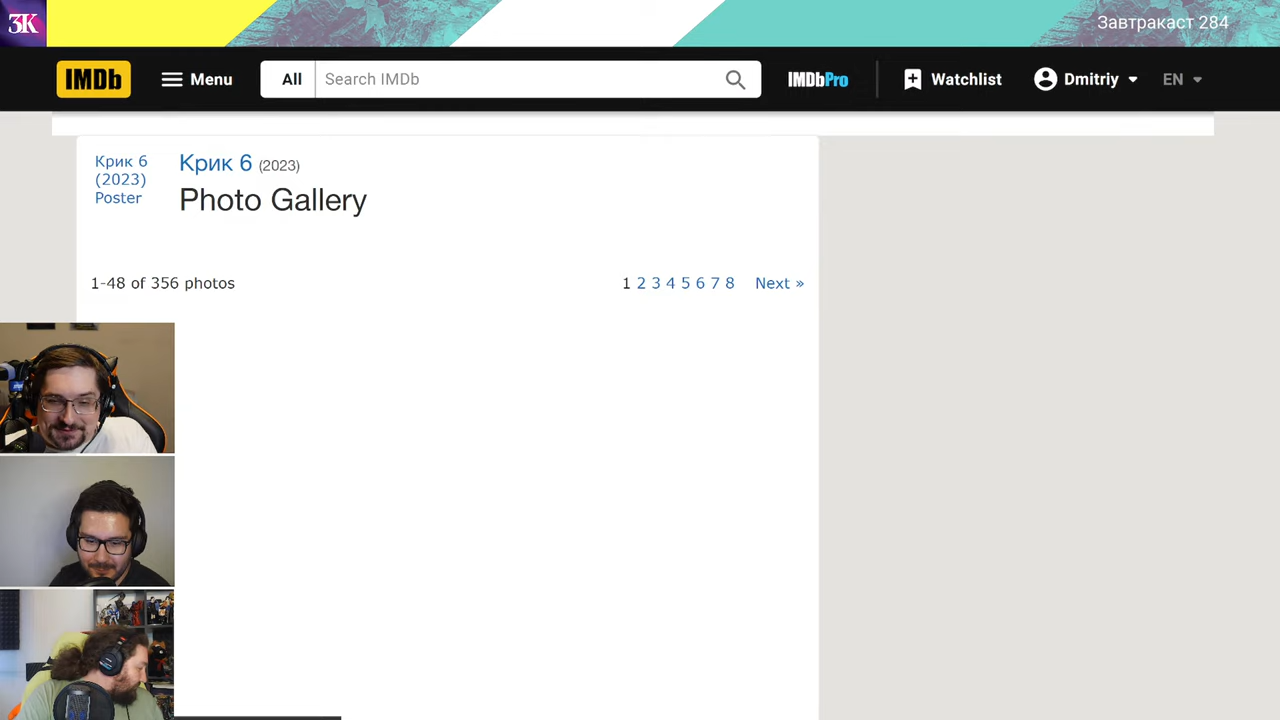 ЗК
Завтракаст 284
IMDb
Menu
All
Search IMDb
IMDbPro
Watchlist
Dmitriy
EN
Крик 6
(2023)
Poster
Крик 6 (2023)
Photo Gallery
1-48 of 356 photos
1 2 3 4 5 6 7 8 Next »